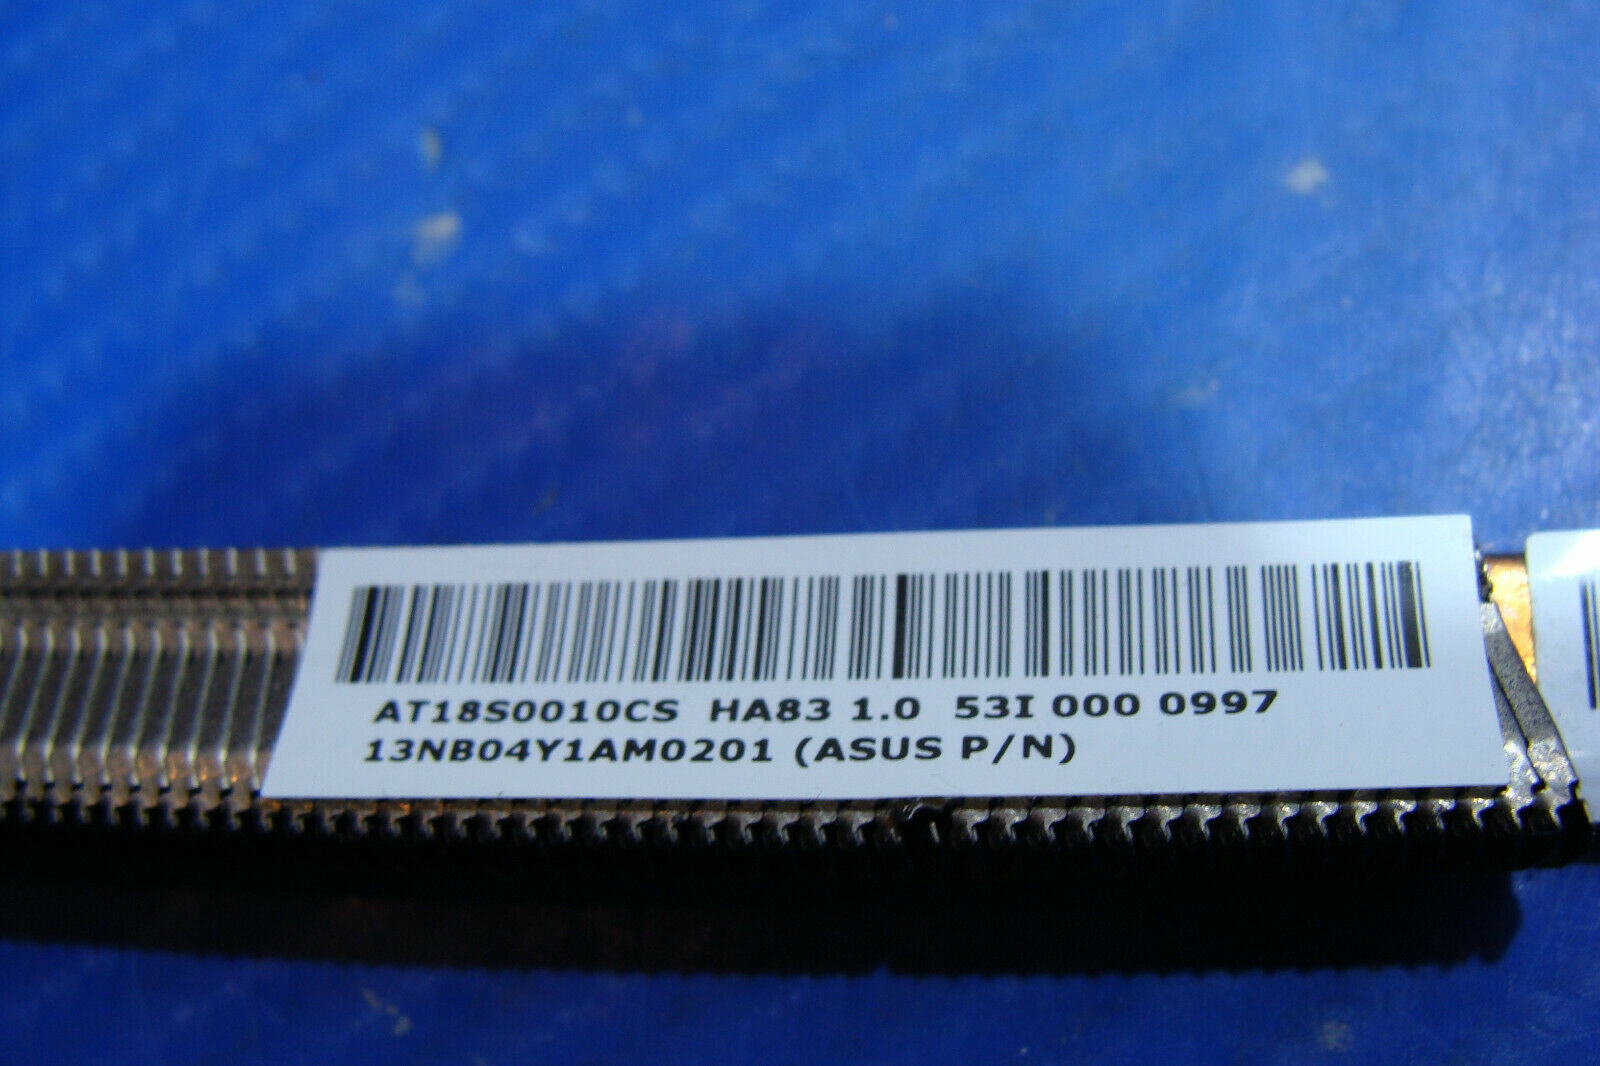 AT18S0010CS HA83 1.0 53I 000 0997
13NB04Y1AM0201 (ASUS P/N)